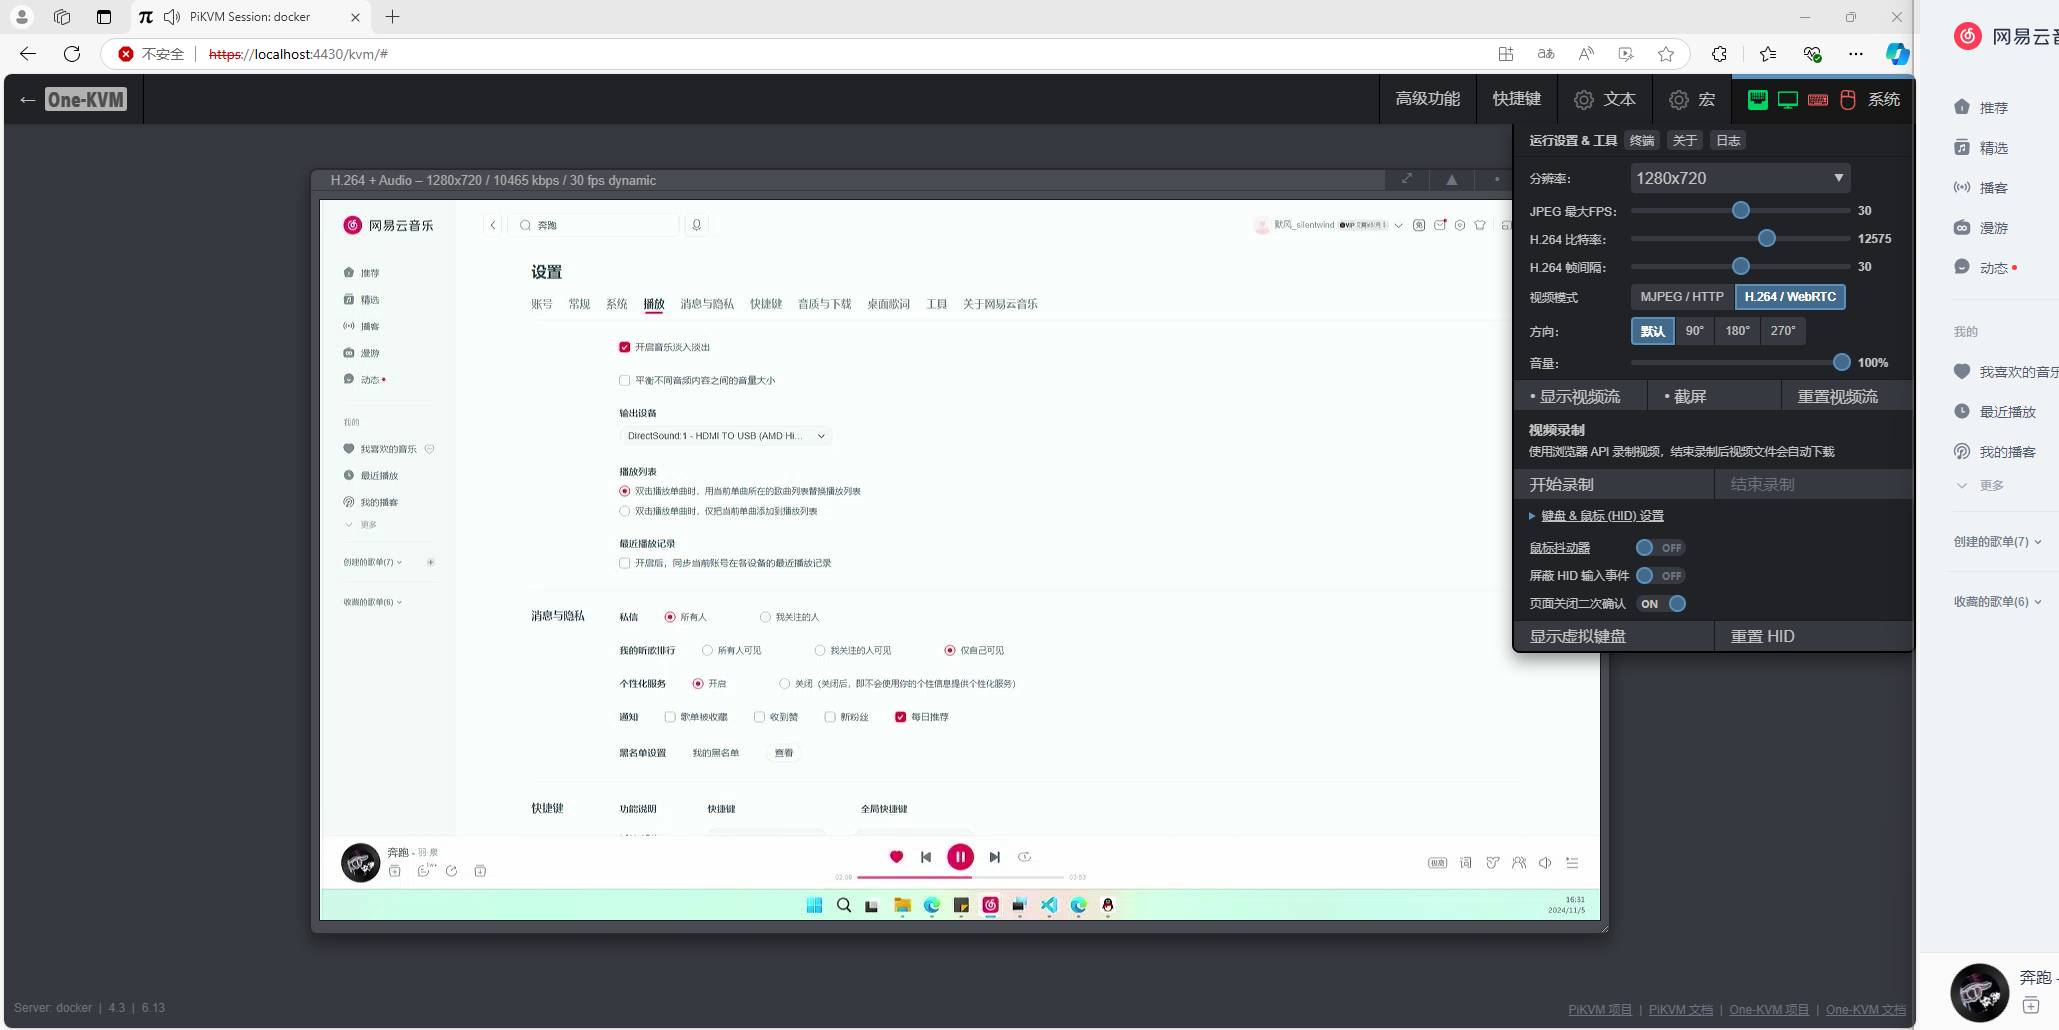 PiKVM Session: docker
不安全 https://localhost:4430/kvm/#
One-KVM
高级功能 快捷键 文本 宏 系统
H.264 + Audio – 1280x720 / 10465 kbps / 30 fps dynamic
网易云音乐
奔跑
默风_silentwind
推荐
精选
播客
漫游
动态
我的
我喜欢的音乐
最近播放
我的播客
更多
创建的歌单(7)
收藏的歌单(6)
设置
账号 常规 系统 播放 消息与隐私 快捷键 音质与下载 桌面歌词 工具 关于网易云音乐
开启音乐淡入淡出
平衡不同音频内容之间的音量大小
输出设备
DirectSound:1 - HDMI TO USB (AMD Hi...
播放列表
双击播放单曲时，用当前单曲所在的歌曲列表替换播放列表
双击播放单曲时，仅把当前单曲添加到播放列表
最近播放记录
开启后，同步当前账号在各设备的最近播放记录
消息与隐私 私信 所有人 我关注的人
我的听歌排行 所有人可见 我关注的人可见 仅自己可见
个性化服务 开启 关闭（关闭后，即不会使用你的个性信息提供个性化服务）
通知 歌单被收藏 收到赞 新粉丝 每日推荐
黑名单设置 我的黑名单 查看
快捷键 功能说明 快捷键 全局快捷键
奔跑 - 羽·泉
1w+
02:09 03:53
极高 词
16:31
2024/11/5
运行设置 & 工具 终端 关于 日志
分辨率: 1280x720
JPEG 最大FPS: 30
H.264 比特率: 12575
H.264 帧间隔: 30
视频模式 MJPEG / HTTP H.264 / WebRTC
方向: 默认 90° 180° 270°
音量: 100%
• 显示视频流 • 截屏 重置视频流
视频录制
使用浏览器 API 录制视频，结束录制后视频文件会自动下载
开始录制 结束录制
键盘 & 鼠标 (HID) 设置
鼠标抖动器 OFF
屏蔽 HID 输入事件 OFF
页面关闭二次确认 ON
显示虚拟键盘 重置 HID
Server: docker | 4.3 | 6.13
PiKVM 项目 | PiKVM 文档 | One-KVM 项目 | One-KVM 文档
网易云音
推荐
精选
播客
漫游
动态
我的
我喜欢的音乐
最近播放
我的播客
更多
创建的歌单(7)
收藏的歌单(6)
奔跑 -